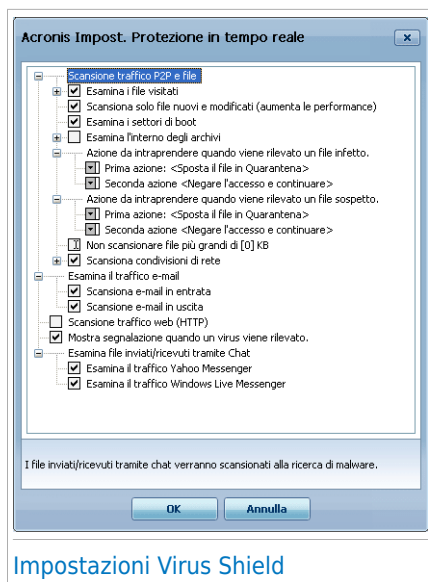 Acronis Impost. Protezione in tempo reale
Scansione traffico P2P e file
Esamina i file visitati
Scansiona solo file nuovi e modificati (aumenta le performance)
Esamina i settori di boot
Esamina l'interno degli archivi
Azione da intraprendere quando viene rilevato un file infetto.
Prima azione: <Sposta il file in Quarantena>
Seconda azione <Negare l'accesso e continuare>
Azione da intraprendere quando viene rilevato un file sospetto.
Prima azione: <Sposta il file in Quarantena>
Seconda azione <Negare l'accesso e continuare>
Non scansionare file più grandi di [0] KB
Scansiona condivisioni di rete
Esamina il traffico e-mail
Scansiona e-mail in entrata
Scansione e-mail in uscita
Scansione traffico web (HTTP)
Mostra segnalazione quando un virus viene rilevato.
Esamina file inviati/ricevuti tramite Chat
Esamina il traffico Yahoo Messenger
Esamina il traffico Windows Live Messenger
I file inviati/ricevuti tramite chat verranno scansionati alla ricerca di malware.
OK Annulla
Impostazioni Virus Shield